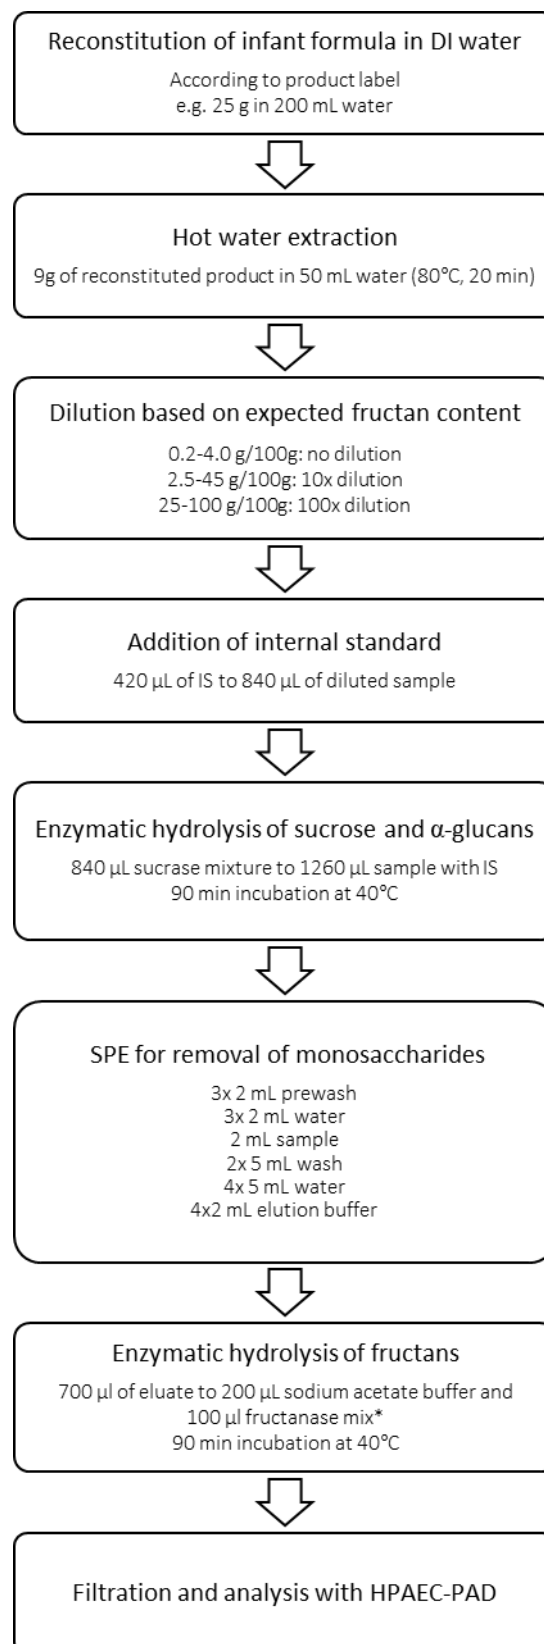 Reconstitution of infant formula in DI water
According to product label
e.g. 25 g in 200 mL water
Hot water extraction
9g of reconstituted product in 50 mL water (80°C, 20 min)
Dilution based on expected fructan content
0.2-4.0 g/100g: no dilution
2.5-45 g/100g: 10x dilution
25-100 g/100g: 100x dilution
Addition of internal standard
420 µL of IS to 840 µL of diluted sample
Enzymatic hydrolysis of sucrose and α-glucans
840 µL sucrase mixture to 1260 µL sample with IS
90 min incubation at 40°C
SPE for removal of monosaccharides
3x 2 mL prewash
3x 2 mL water
2 mL sample
2x 5 mL wash
4x 5 mL water
4x2 mL elution buffer
Enzymatic hydrolysis of fructans
700 µl of eluate to 200 µL sodium acetate buffer and
100 µl fructanase mix*
90 min incubation at 40°C
Filtration and analysis with HPAEC-PAD